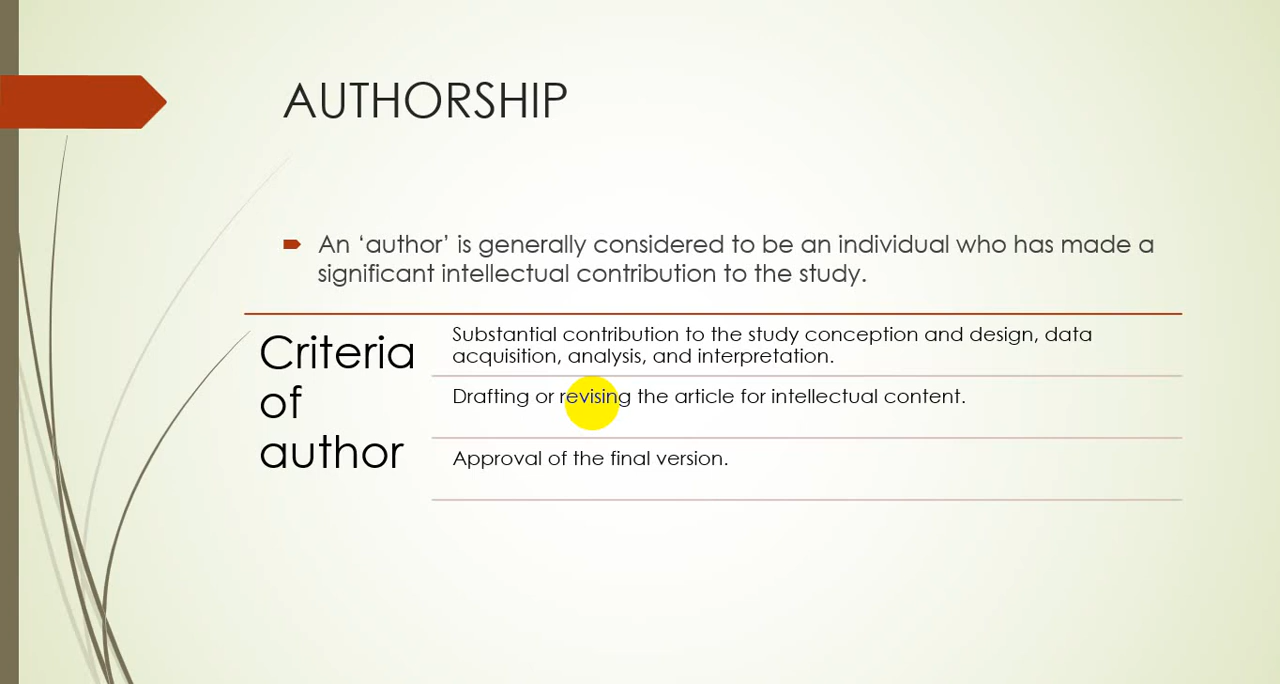 AUTHORSHIP
An ‘author’ is generally considered to be an individual who has made a
significant intellectual contribution to the study.
Criteria
of
author
Substantial contribution to the study conception and design, data
acquisition, analysis, and interpretation.
Drafting or revising the article for intellectual content.
Approval of the final version.